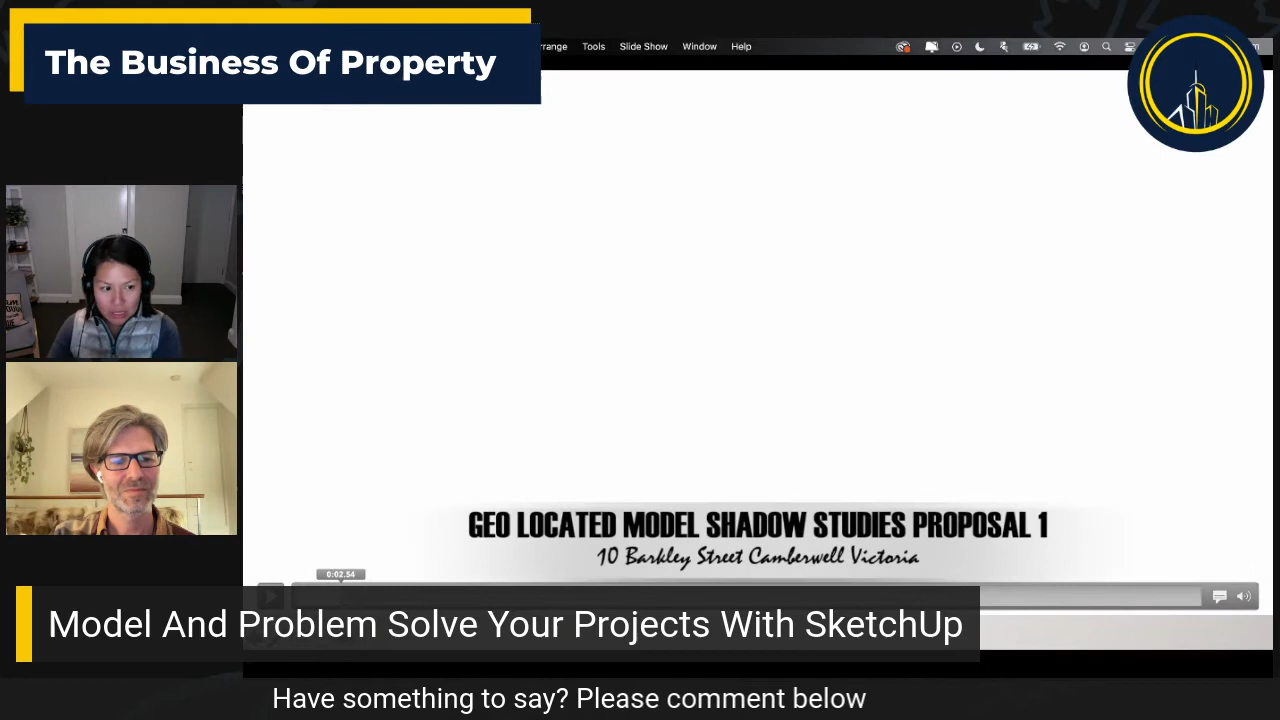 The Business Of Property
rrange Tools Slide Show Window Help
GEO LOCATED MODEL SHADOW STUDIES PROPOSAL 1
10 Barkley Street Camberwell Victoria
0:02.54
Model And Problem Solve Your Projects With SketchUp
Have something to say? Please comment below